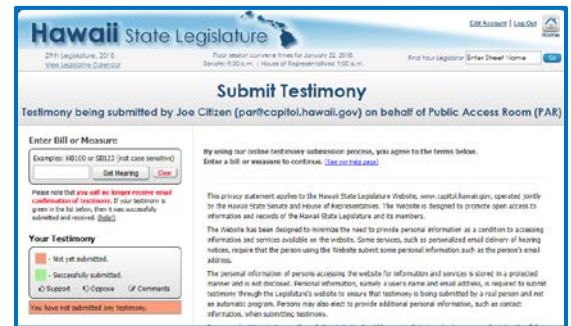 Hawaii State Legislature
Edit Account | Log Out
Home
29th Legislature, 2018
View Legislative Calendar
Floor session convene times for January 22, 2018:
Senate: 11:30 a.m. | House of Representatives: 9:00 a.m.
Find Your Legislator Enter Street Name Go
Submit Testimony
Testimony being submitted by Joe Citizen (par@capitol.hawaii.gov) on behalf of Public Access Room (PAR)
Enter Bill or Measure
Examples: HB100 or SB123 (not case sensitive)
Get Hearing Clear
Please note that you will no longer receive email
confirmation of testimony. If your testimony is
green in the list below, then it was successfully
submitted and received. [help]
Your Testimony
- Not yet submitted.
- Successfully submitted.
Support Oppose Comments
You have not submitted any testimony.
By using our online testimony submission process, you agree to the terms below.
Enter a bill or measure to continue. [See our help page]
This privacy statement applies to the Hawaii State Legislature Website, www.capitol.hawaii.gov, operated jointly
by the Hawaii State Senate and House of Representatives. The Website is designed to promote open access to
information and records of the Hawaii State Legislature and its members.
The Website has been designed to minimize the need to provide personal information as a condition to accessing
information and services available on the website. Some services, such as personalized email delivery of hearing
notices, require that the person using the Website submit some personal information such as the person's email
address.
The personal information of persons accessing the website for information and services is stored in a protected
manner and is not disclosed. Personal information, namely a user's name and email address, is required to submit
testimony through the Legislature's website to ensure that testimony is being submitted by a real person and not
an automatic program. Persons may also elect to provide additional personal information, such as contact
information, when submitting testimony.